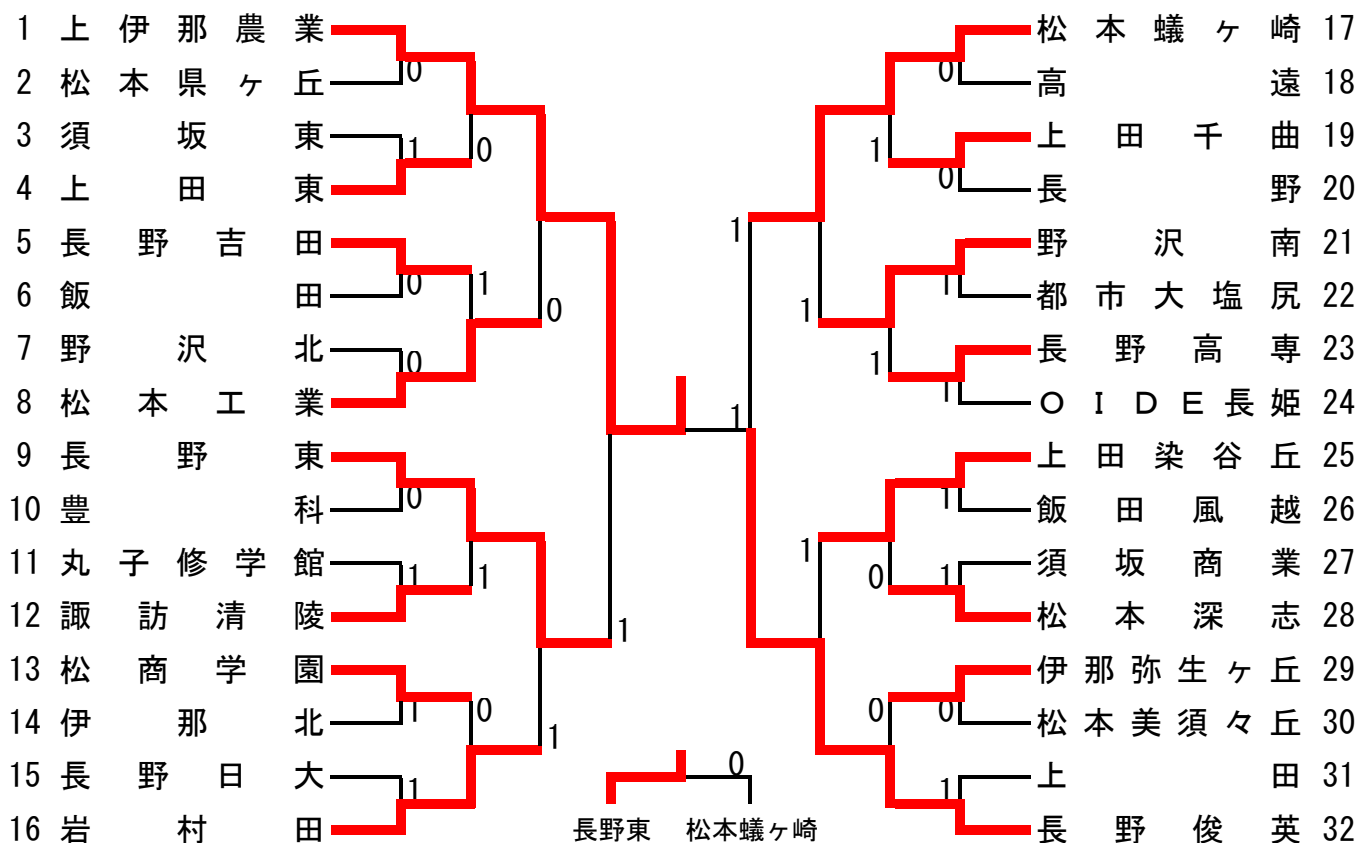 1 上伊那農業
0
2 松本県ヶ丘
3 須坂東
1
0
4 上田東
5 長野吉田
0
1
6 飯田
0
7 野沢北
0
8 松本工業
9 長野東
0
10 豊科
11 丸子修学館
1
1
12 諏訪清陵
1
13 松商学園
1
0
14 伊那北
1
15 長野日大
1
16 岩村田
松本蟻ヶ崎 17
0
高遠 18
上田千曲 19
1
0
長野 20
1
野沢南 21
1
都市大塩尻 22
1
長野高専 23
1
1
OIDE長姫 24
1
上田染谷丘 25
1
飯田風越 26
1
須坂商業 27
0
1
松本深志 28
伊那弥生ヶ丘 29
0
0
松本美須々丘 30
上田 31
1
長野俊英 32
0
長野東 松本蟻ヶ崎